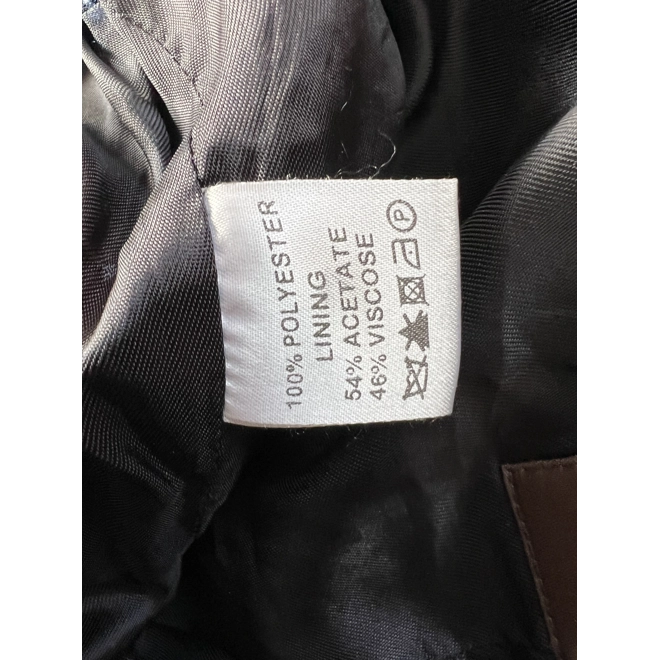 100% POLYESTER
LINING
54% ACETATE
46% VISCOSE
P